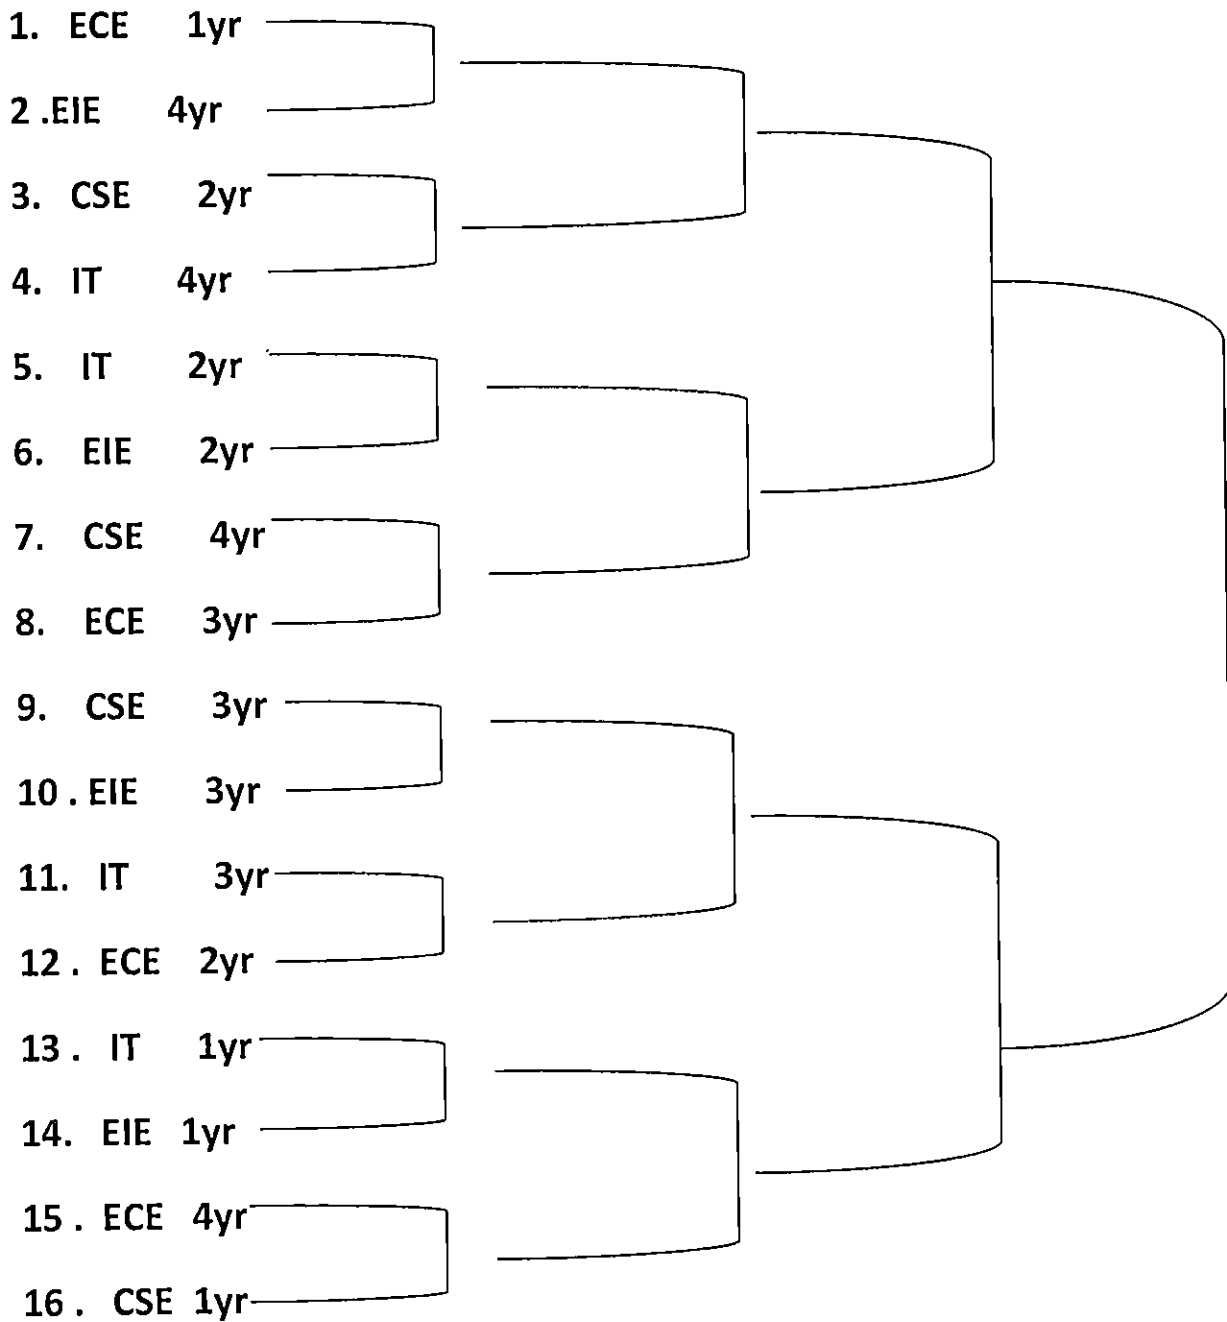 1. ECE 1yr
2 .EIE 4yr
3. CSE 2yr
4. IT 4yr
5. IT 2yr
6. EIE 2yr
7. CSE 4yr
8. ECE 3yr
9. CSE 3yr
10 . EIE 3yr
11. IT 3yr
12 . ECE 2yr
13 . IT 1yr
14. EIE 1yr
15 . ECE 4yr
16 . CSE 1yr